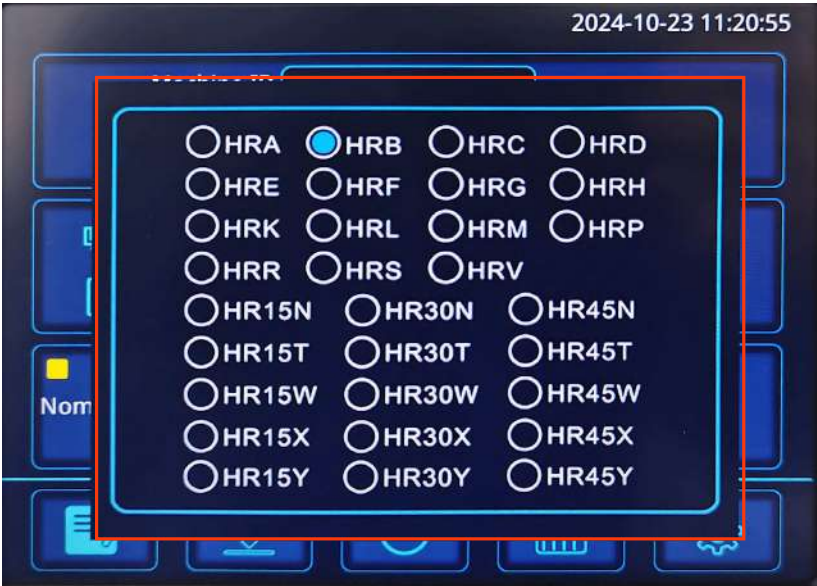 2024-10-23 11:20:55
HRA HRB HRC HRD
HRE HRF HRG HRH
HRK HRL HRM HRP
HRR HRS HRV
HR15N HR30N HR45N
HR15T HR30T HR45T
HR15W HR30W HR45W
HR15X HR30X HR45X
HR15Y HR30Y HR45Y
Nom